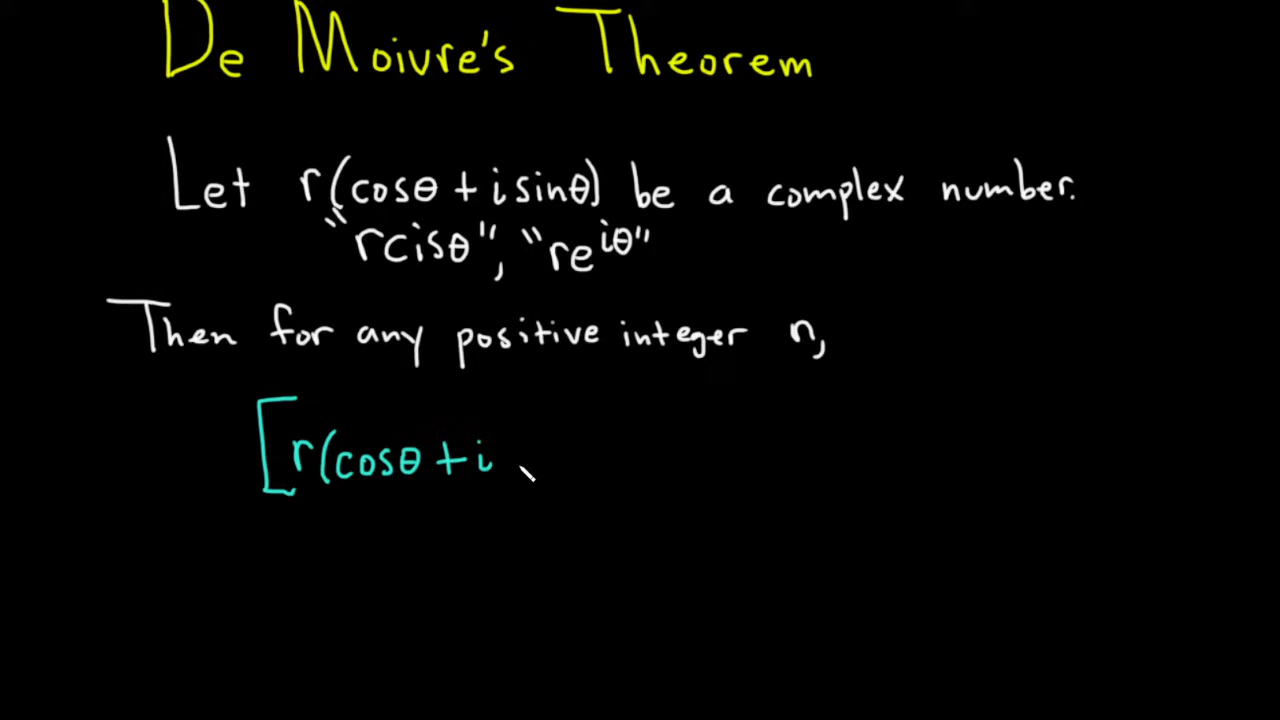 De Moivre's Theorem
Let r(cosθ + i sinθ) be a complex number.
"rcisθ", "re^{iθ}"
Then for any positive integer n,
[r(cosθ + i